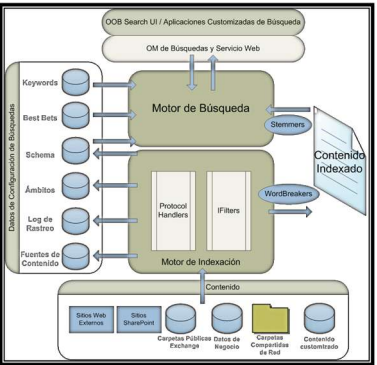 OOB Search UI / Aplicaciones Customizadas de Búsqueda
OM de Búsquedas y Servicio Web
Datos de Configuración de Búsquedas
Keywords
Best Bets
Schema
Ámbitos
Log de
Rastreo
Fuentes de
Contenido
Motor de Búsqueda
Stemmers
Contenido
Indexado
WordBreakers
Protocol
Handlers
IFilters
Motor de Indexación
Contenido
Sitios Web
Externos
Sitios
SharePoint
Carpetas Públicas
Exchange
Datos de
Negocio
Carpetas
Compartidas
de Red
Contenido
customizado